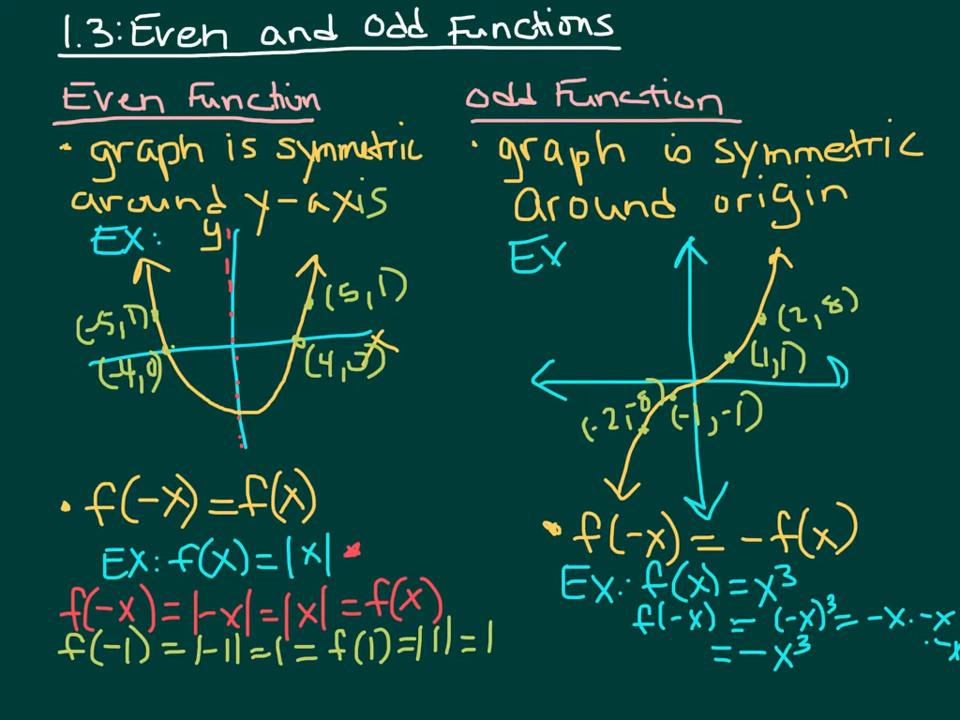 1.3: Even and Odd Functions
Even Function
• graph is symmetric
around y-axis
EX:
y
(-5,1)
(5,1)
(-4,0)
x
• f(-x) = f(x)
EX: f(x) = |x|
f(-x) = |-x| = |x| = f(x)
f(-1) = |-1| = 1 = f(1) = |1| = 1
odd Function
• graph is symmetric
Around origin
EX
(2,8)
(1,1)
(-2,-8)
(-1,-1)
• f(-x) = -f(x)
Ex: f(x) = x³
f(-x) = (-x)³ = -x · -x
· -x
= -x³